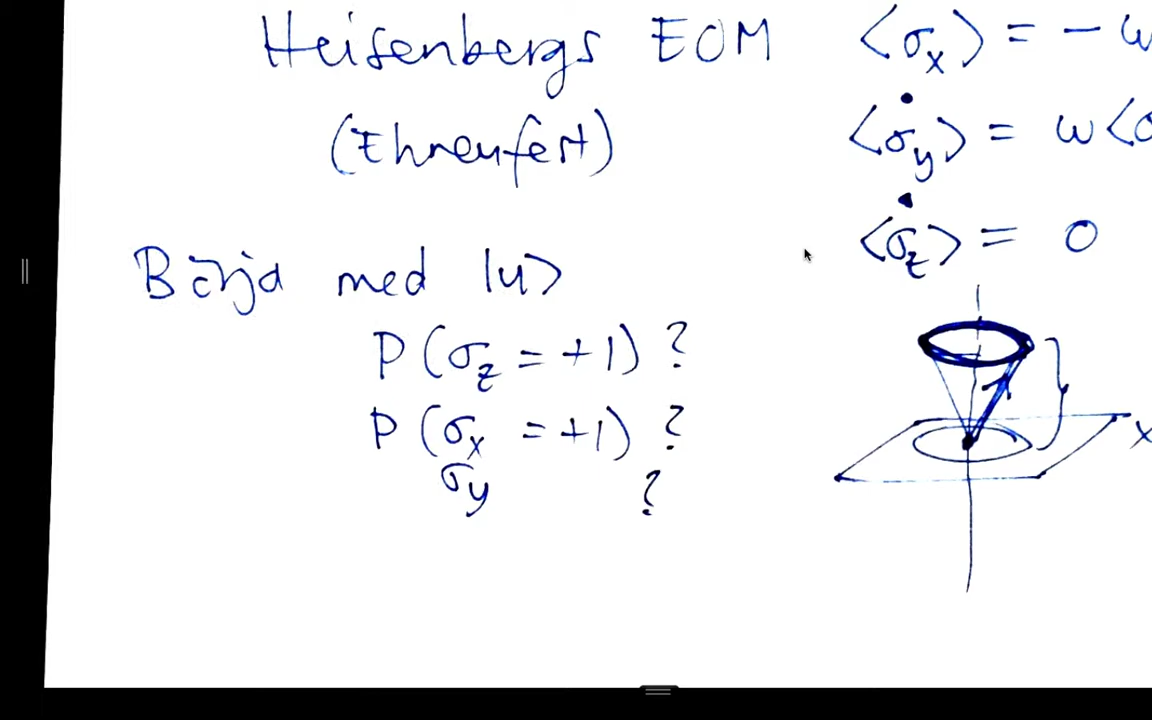 Heisenbergs EOM
(Ehrenfest)
⟨σ̇x⟩ = - ω
⟨σ̇y⟩ = ω⟨σ
⟨σ̇z⟩ = 0
Börja med |u⟩
P(σz = +1)?
P(σx = +1)?
σy ?
x